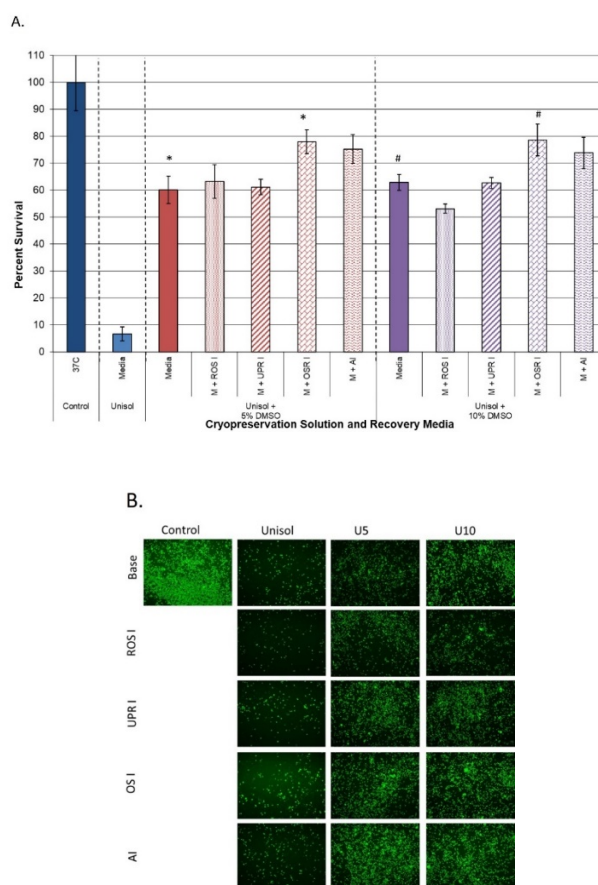 A.
110
100
90
80
70
60
50
40
30
20
10
0
Percent Survival
*
*
#
#
37C
Media
Media
M + ROS I
M + UPR I
M + OSR I
M + AI
Media
M + ROS I
M + UPR I
M + OSR I
M + AI
Control
Unisol
Unisol +
5% DMSO
Unisol +
10% DMSO
Cryopreservation Solution and Recovery Media
B.
Control Unisol U5 U10
Base
ROS I
UPR I
OS I
AI